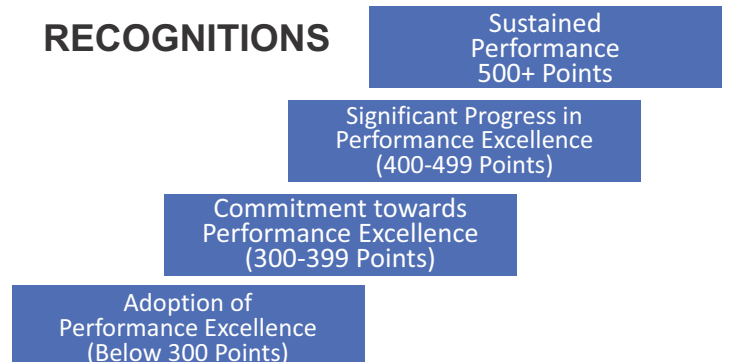 RECOGNITIONS
Sustained
Performance
500+ Points
Significant Progress in
Performance Excellence
(400-499 Points)
Commitment towards
Performance Excellence
(300-399 Points)
Adoption of
Performance Excellence
(Below 300 Points)